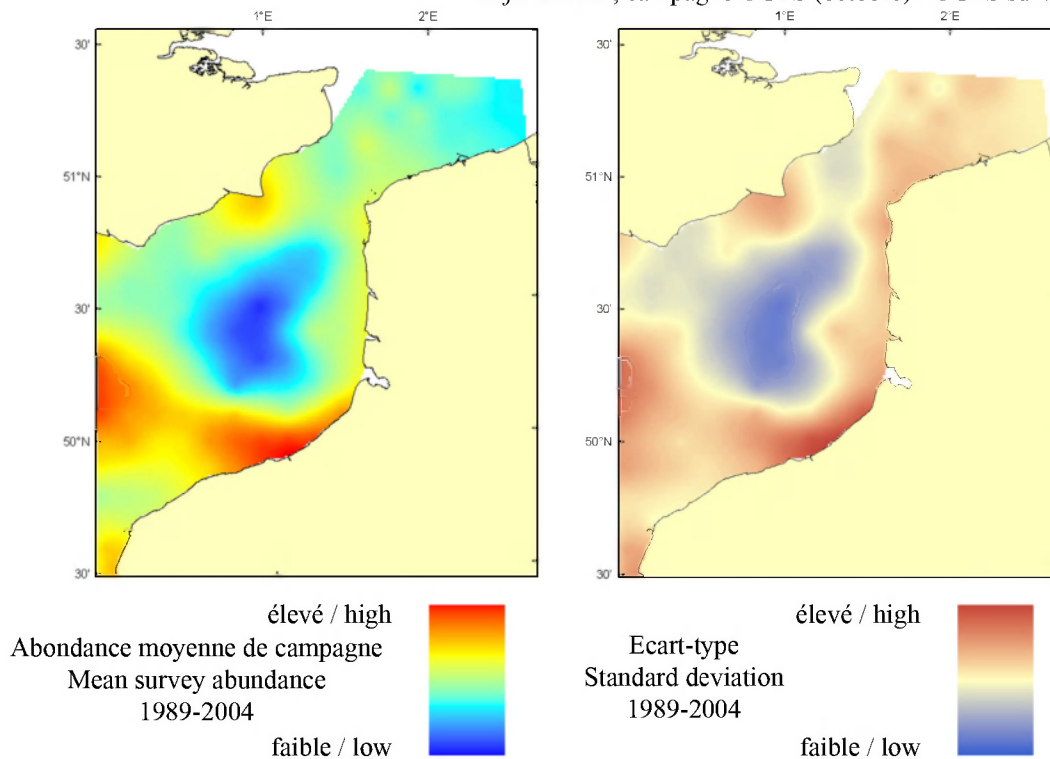 1°E 2°E 1°E 2°E
30' 30'
51°N 51°N
30' 30'
50°N 50°N
30' 30'
élevé / high
Abondance moyenne de campagne
Mean survey abundance
1989-2004
faible / low
élevé / high
Ecart-type
Standard deviation
1989-2004
faible / low